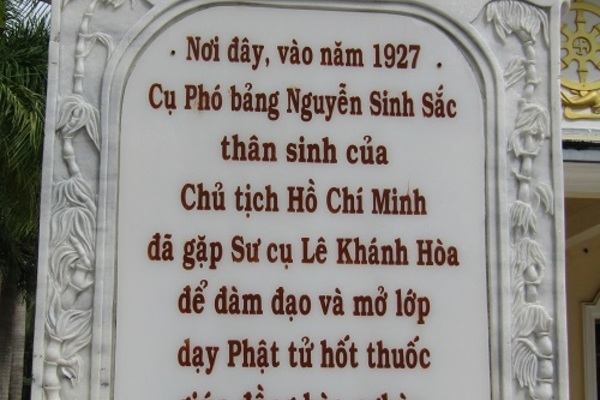 . Nơi đây, vào năm 1927 .
Cụ Phó bảng Nguyễn Sinh Sắc
thân sinh của
Chủ tịch Hồ Chí Minh
đã gặp Sư cụ Lê Khánh Hòa
để đàm đạo và mở lớp
dạy Phật tử hốt thuốc